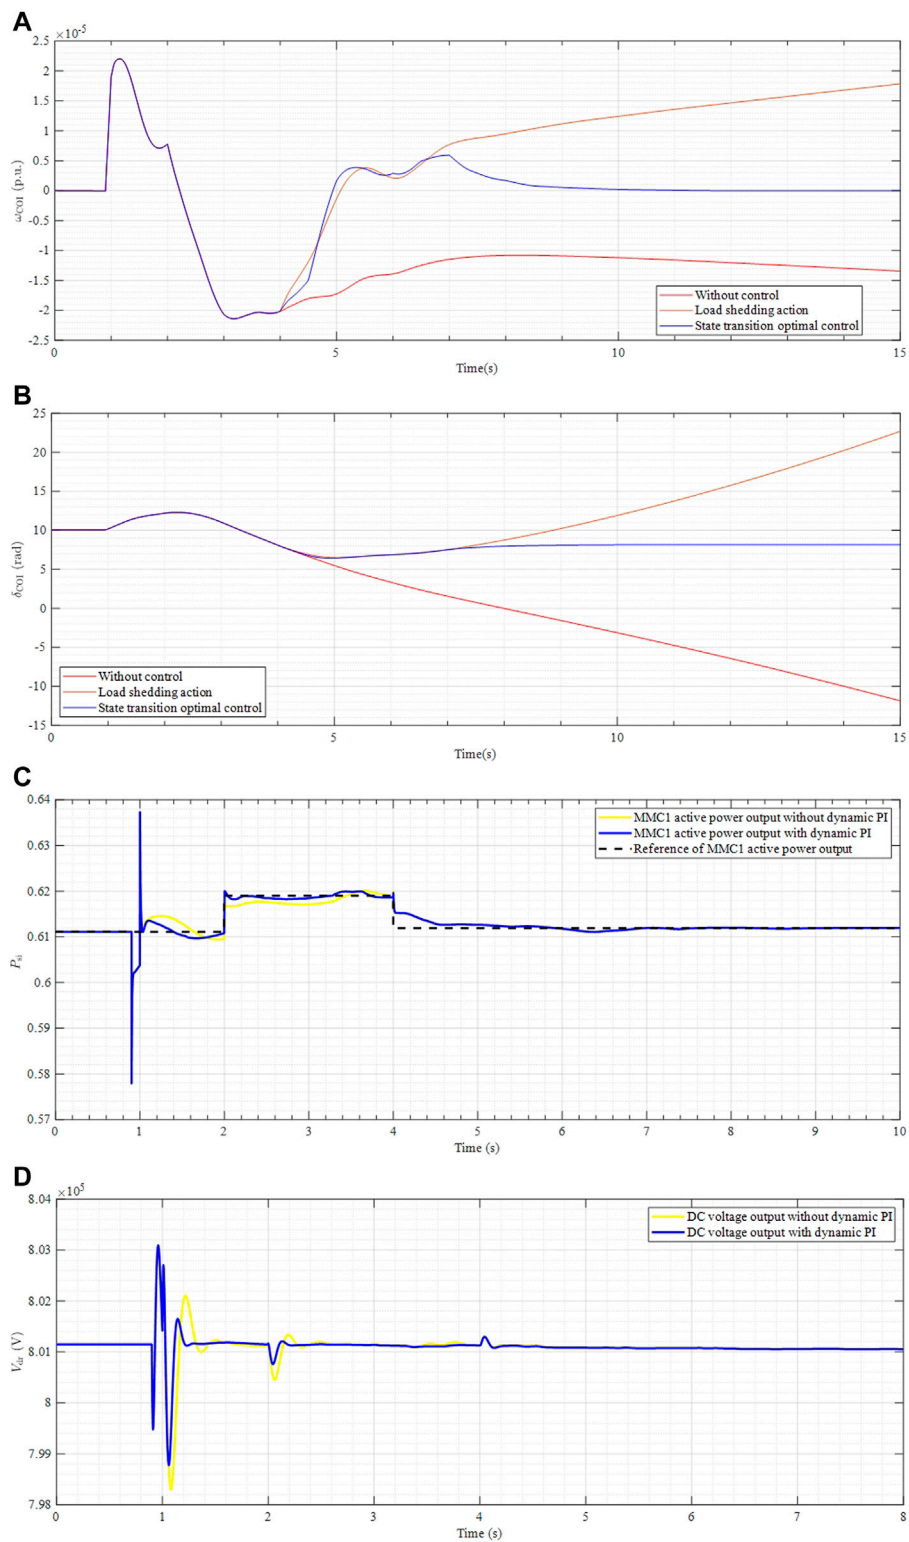 A
×10⁻⁵
2.5
2
1.5
1
0.5
0
-0.5
-1
-1.5
-2
-2.5
ω_COI (p.u.)
Without control
Load shedding action
State transition optimal control
0 5 10 15
Time(s)
B
25
20
15
10
5
0
-5
-10
-15
δ_COI (rad)
Without control
Load shedding action
State transition optimal control
0 5 10 15
Time(s)
C
0.64
0.63
0.62
0.61
0.6
0.59
0.58
0.57
P_si
MMC1 active power output without dynamic PI
MMC1 active power output with dynamic PI
Reference of MMC1 active power output
0 1 2 3 4 5 6 7 8 9 10
Time (s)
D
×10⁵
8.04
8.03
8.02
8.01
8
7.99
7.98
(V)
DC voltage output without dynamic PI
DC voltage output with dynamic PI
0 1 2 3 4 5 6 7 8
Time (s)